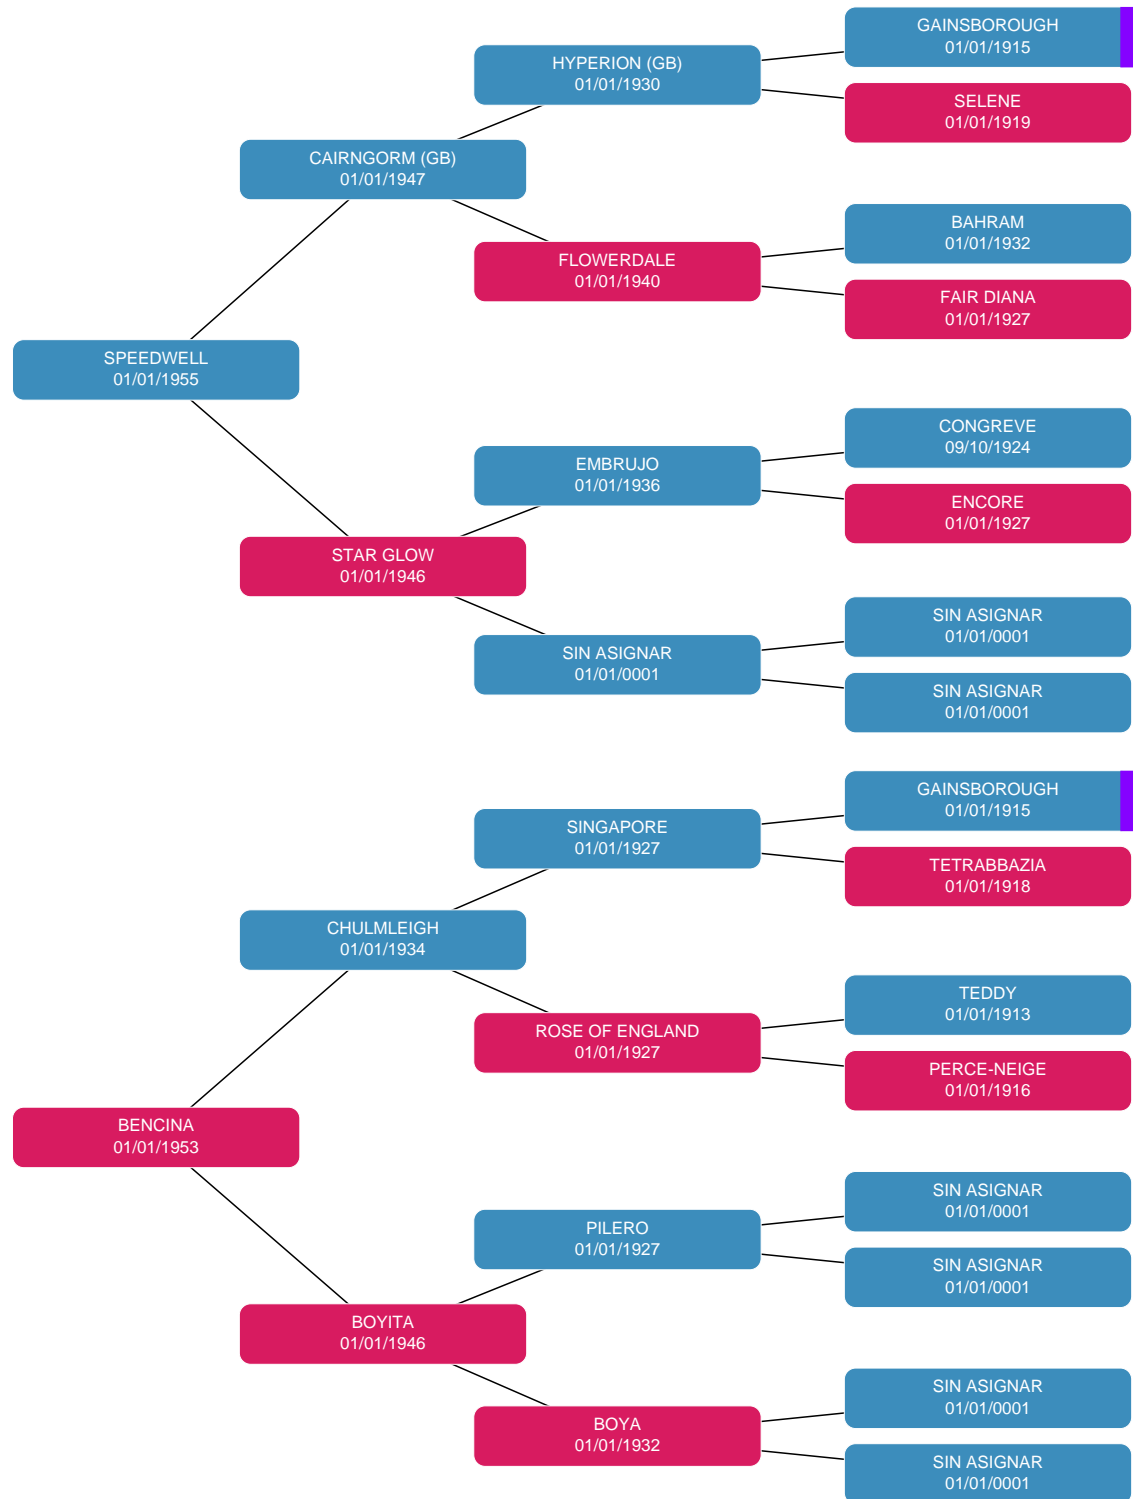 GAINSBOROUGH
01/01/1915
HYPERION (GB)
01/01/1930
SELENE
01/01/1919
CAIRNGORM (GB)
01/01/1947
BAHRAM
01/01/1932
FLOWERDALE
01/01/1940
FAIR DIANA
01/01/1927
SPEEDWELL
01/01/1955
CONGREVE
09/10/1924
EMBRUJO
01/01/1936
ENCORE
01/01/1927
STAR GLOW
01/01/1946
SIN ASIGNAR
01/01/0001
SIN ASIGNAR
01/01/0001
SIN ASIGNAR
01/01/0001
GAINSBOROUGH
01/01/1915
SINGAPORE
01/01/1927
TETRABBAZIA
01/01/1918
CHULMLEIGH
01/01/1934
TEDDY
01/01/1913
ROSE OF ENGLAND
01/01/1927
PERCE-NEIGE
01/01/1916
BENCINA
01/01/1953
SIN ASIGNAR
01/01/0001
PILERO
01/01/1927
SIN ASIGNAR
01/01/0001
BOYITA
01/01/1946
SIN ASIGNAR
01/01/0001
BOYA
01/01/1932
SIN ASIGNAR
01/01/0001